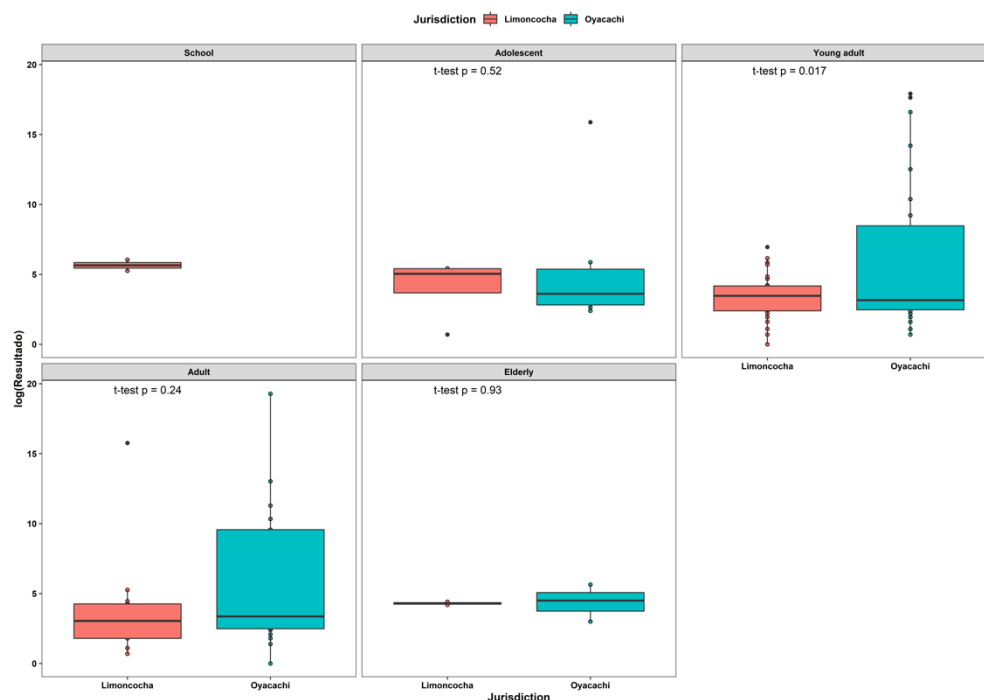 Jurisdiction Limoncocha Oyacachi
School Adolescent Young adult
t-test p = 0.52 t-test p = 0.017
20
15
10
5
0
Limoncocha Oyacachi
Adult Elderly
t-test p = 0.24 t-test p = 0.93
20
15
10
5
0
Limoncocha Oyacachi Limoncocha Oyacachi
log(Resultado)
Jurisdiction